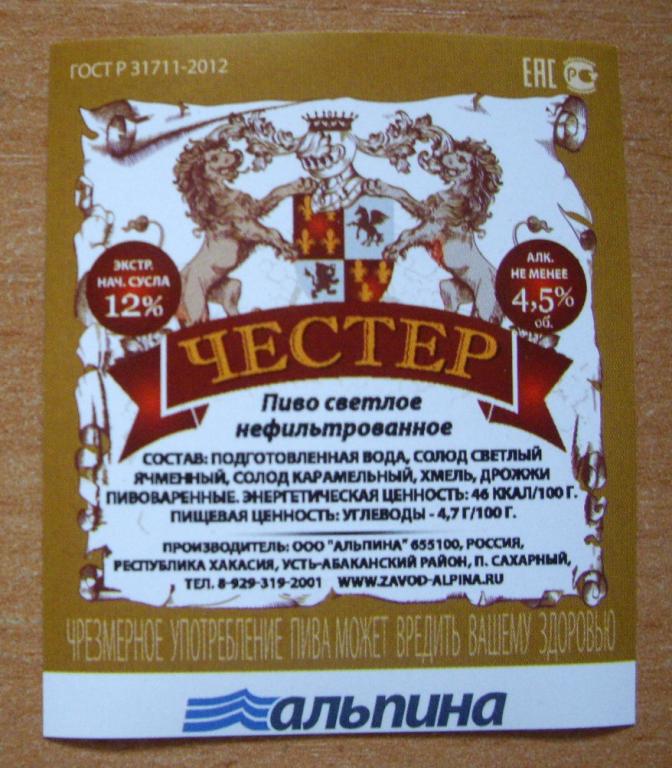 ГОСТ Р 31711-2012
ЕАС
РСТ
ЭКСТР.
НАЧ. СУСЛА
12%
АЛК.
НЕ МЕНЕЕ
4,5%
об.
ЧЕСТЕР
Пиво светлое
нефильтрованное
СОСТАВ: ПОДГОТОВЛЕННАЯ ВОДА, СОЛОД СВЕТЛЫЙ
ЯЧМЕННЫЙ, СОЛОД КАРАМЕЛЬНЫЙ, ХМЕЛЬ, ДРОЖЖИ
ПИВОВАРЕННЫЕ. ЭНЕРГЕТИЧЕСКАЯ ЦЕННОСТЬ: 46 ККАЛ/100 Г.
ПИЩЕВАЯ ЦЕННОСТЬ: УГЛЕВОДЫ - 4,7 Г/100 Г.
ПРОИЗВОДИТЕЛЬ: ООО "АЛЬПИНА" 655100, РОССИЯ,
РЕСПУБЛИКА ХАКАСИЯ, УСТЬ-АБАКАНСКИЙ РАЙОН, П. САХАРНЫЙ,
ТЕЛ. 8-929-319-2001 WWW.ZAVOD-ALPINA.RU
ЧРЕЗМЕРНОЕ УПОТРЕБЛЕНИЕ ПИВА МОЖЕТ ВРЕДИТЬ ВАШЕМУ ЗДОРОВЬЮ
альпина